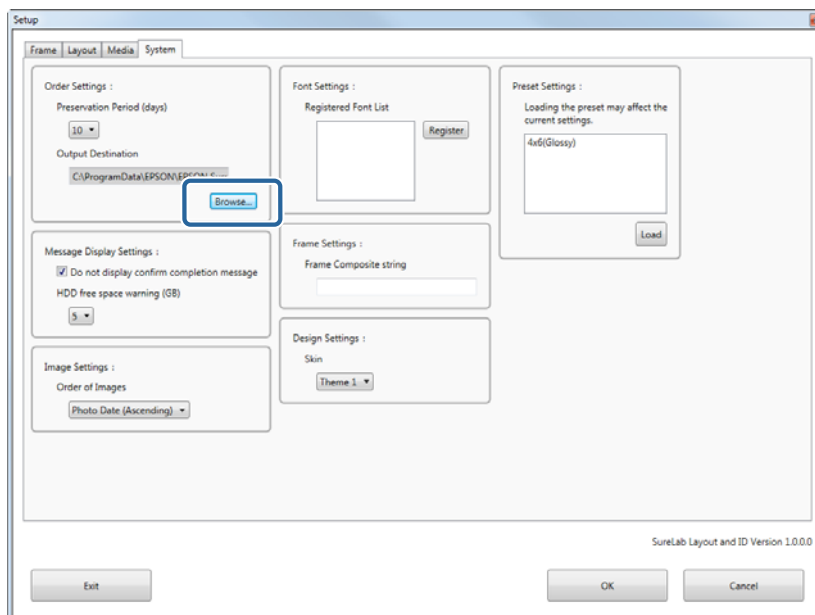 Setup
Frame Layout Media System
Order Settings :
Preservation Period (days)
10
Output Destination
C:\ProgramData\EPSON\EPSON
Browse...
Message Display Settings :
Do not display confirm completion message
HDD free space warning (GB)
5
Image Settings :
Order of Images
Photo Date (Ascending)
Font Settings :
Registered Font List
Register
Frame Settings :
Frame Composite string
Design Settings :
Skin
Theme 1
Preset Settings :
Loading the preset may affect the
current settings.
4x6(Glossy)
Load
SureLab Layout and ID Version 1.0.0.0
Exit
OK
Cancel